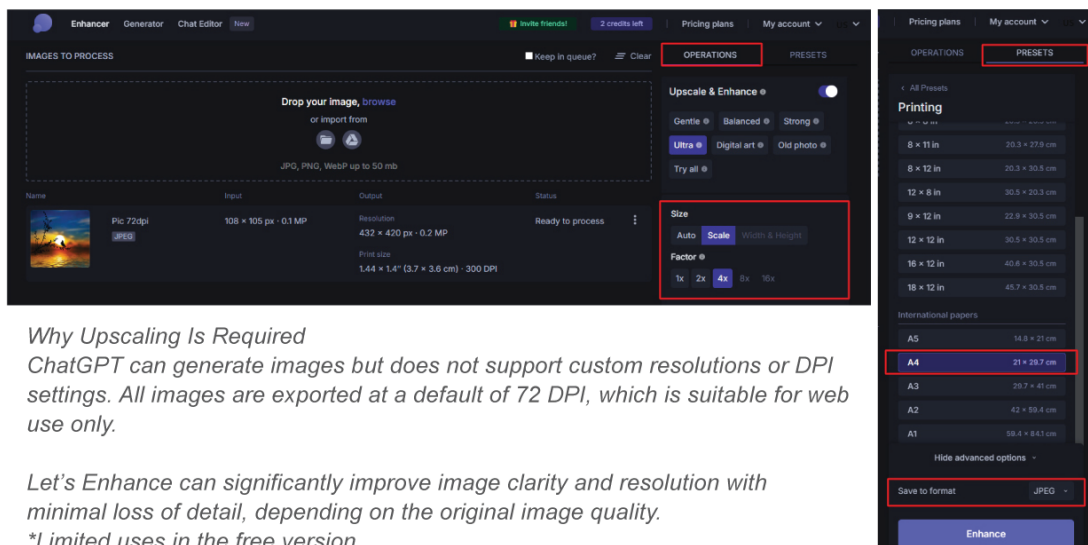 Enhancer Generator Chat Editor New
Invite friends! 2 credits left Pricing plans My account
IMAGES TO PROCESS
Keep in queue? Clear
Drop your image, browse
or import from
JPG, PNG, WebP up to 50 mb
Name Input Output Status
Pic 72dpi 108 × 105 px · 0.1 MP Resolution Ready to process
JPEG 432 × 420 px · 0.2 MP
Print size
1.44 × 1.4" (3.7 × 3.6 cm) · 300 DPI
OPERATIONS PRESETS
Upscale & Enhance
Gentle Balanced Strong
Ultra Digital art Old photo
Try all
Size
Auto Scale Width & Height
Factor
1x 2x 4x 8x 16x
Why Upscaling Is Required
ChatGPT can generate images but does not support custom resolutions or DPI
settings. All images are exported at a default of 72 DPI, which is suitable for web
use only.
Let's Enhance can significantly improve image clarity and resolution with
minimal loss of detail, depending on the original image quality.
*Limited uses in the free version
Pricing plans My account
OPERATIONS PRESETS
All Presets
Printing
8 × 11 in 20.3 × 27.9 cm
8 × 12 in 20.3 × 30.5 cm
12 × 8 in 30.5 × 20.3 cm
9 × 12 in 22.9 × 30.5 cm
12 × 12 in 30.5 × 30.5 cm
16 × 12 in 40.6 × 30.5 cm
18 × 12 in 45.7 × 30.5 cm
International papers
A5 14.8 × 21 cm
A4 21 × 29.7 cm
A3 29.7 × 41 cm
A2 42 × 59.4 cm
A1 59.4 × 84.1 cm
Hide advanced options
Save to format JPEG
Enhance